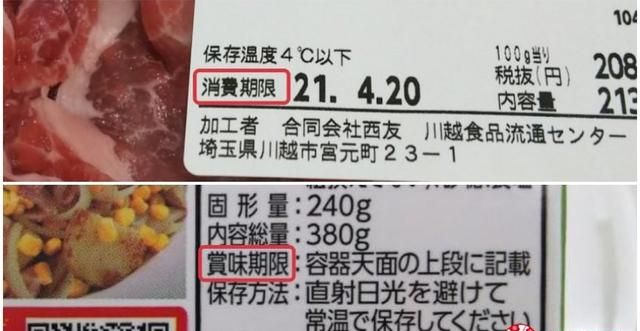 104
保存温度4℃以下
消費期限 21. 4.20
100g当り
税抜(円) 208
内容量 213
加工者 合同会社西友 川越食品流通センター
埼玉県川越市宮元町23-1
固形量:240g
内容総量:380g
賞味期限:容器天面の上段に記載
保存方法:直射日光を避けて
常温で保存してください